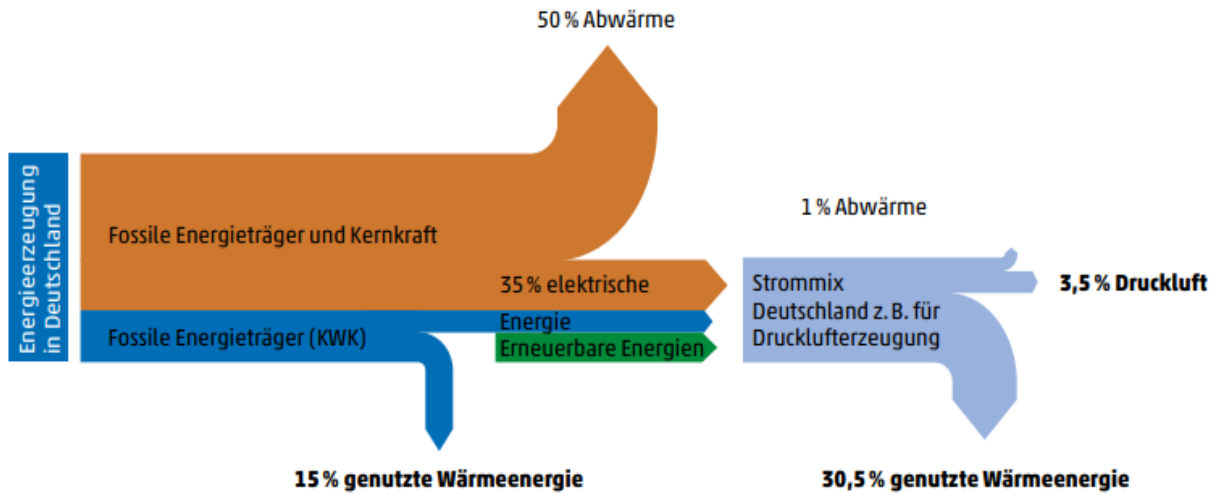 50 % Abwärme
Energieerzeugung
in Deutschland
Fossile Energieträger und Kernkraft
1 % Abwärme
35 % elektrische
Energie
Strommix
Deutschland z. B. für
Drucklufterzeugung
3,5 % Druckluft
Fossile Energieträger (KWK)
Erneuerbare Energien
15 % genutzte Wärmeenergie
30,5 % genutzte Wärmeenergie